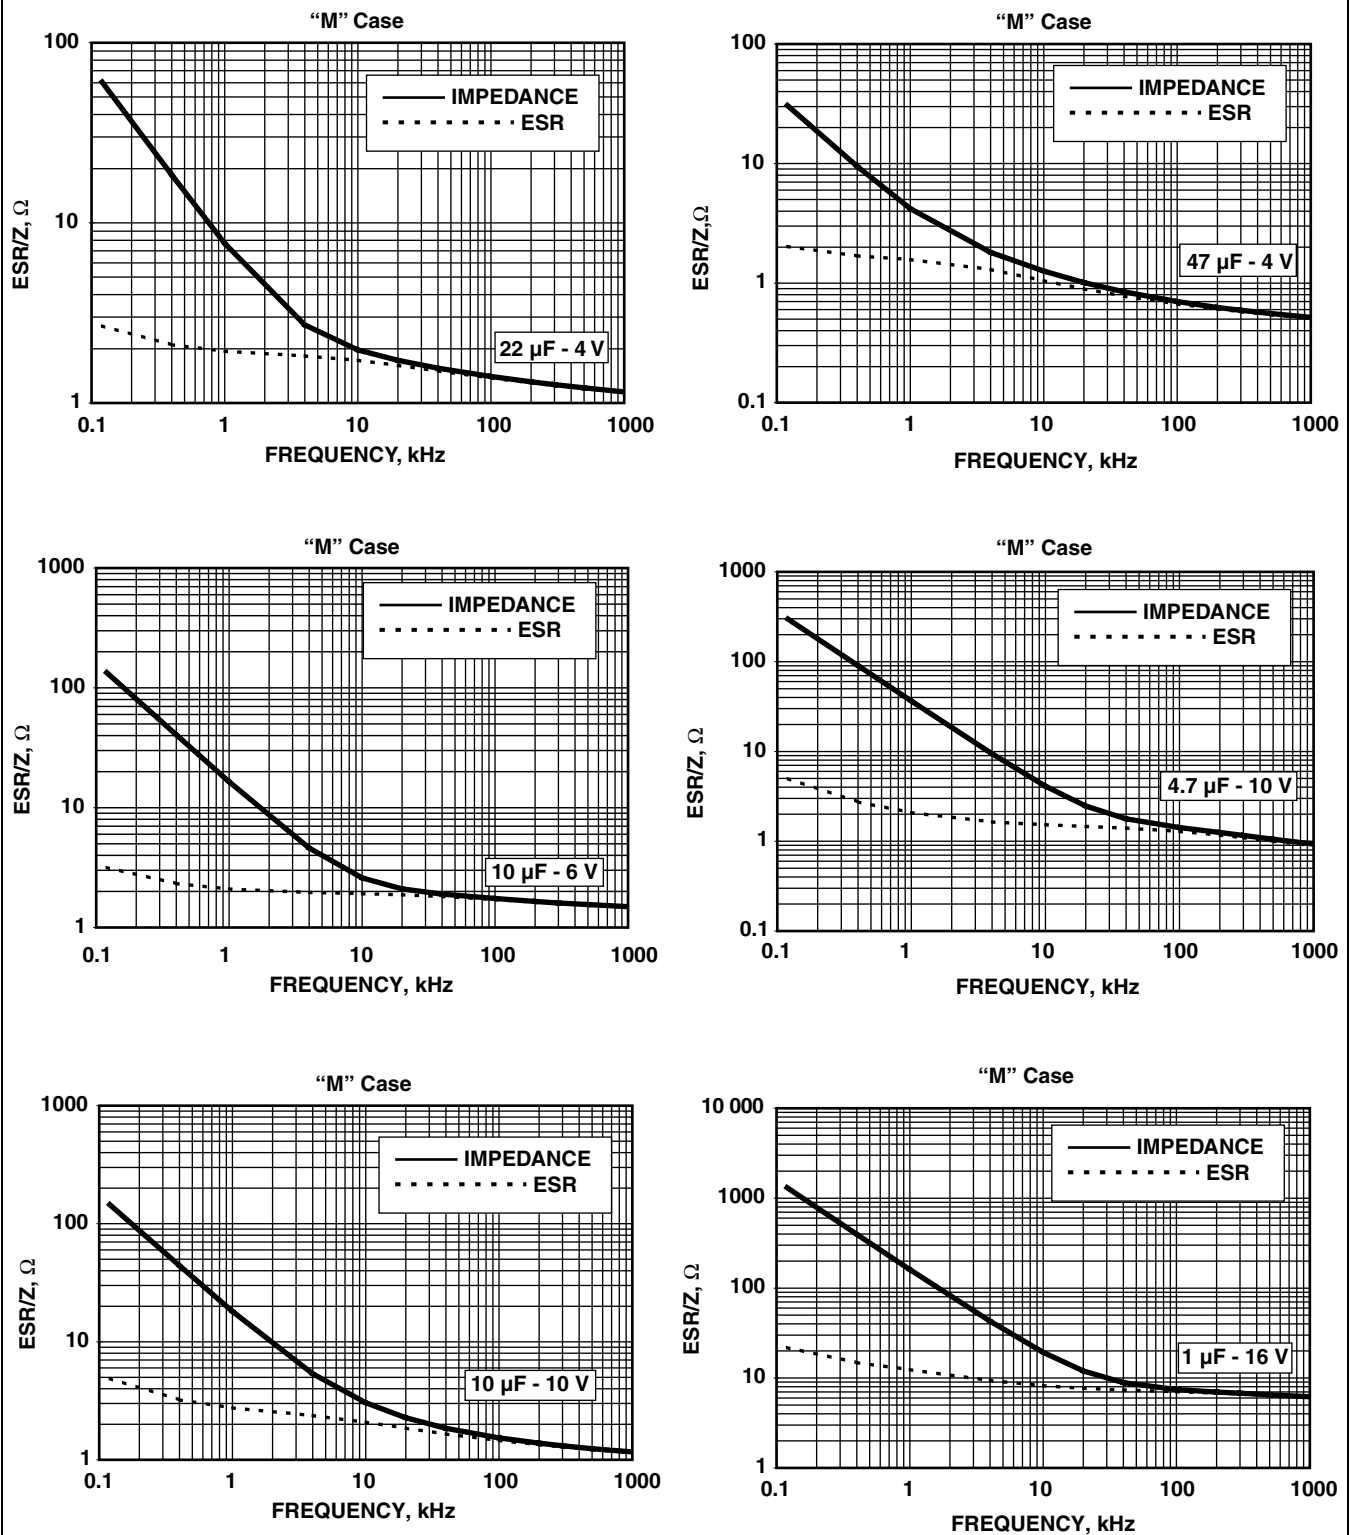 “M” Case
100
10
1
ESR/Z, Ω
IMPEDANCE
ESR
22 µF - 4 V
0.1 1 10 100 1000
FREQUENCY, kHz
“M” Case
100
10
1
0.1
ESR/Z,Ω
IMPEDANCE
ESR
47 µF - 4 V
0.1 1 10 100 1000
FREQUENCY, kHz
“M” Case
1000
100
10
1
ESR/Z, Ω
IMPEDANCE
ESR
10 µF - 6 V
0.1 1 10 100 1000
FREQUENCY, kHz
“M” Case
1000
100
10
1
0.1
ESR/Z, Ω
IMPEDANCE
ESR
4.7 µF - 10 V
0.1 1 10 100 1000
FREQUENCY, kHz
“M” Case
1000
100
10
1
ESR/Z, Ω
IMPEDANCE
ESR
10 µF - 10 V
0.1 1 10 100 1000
FREQUENCY, kHz
“M” Case
10 000
1000
100
10
1
ESR/Z, Ω
IMPEDANCE
ESR
1 µF - 16 V
0.1 1 10 100 1000
FREQUENCY, kHz